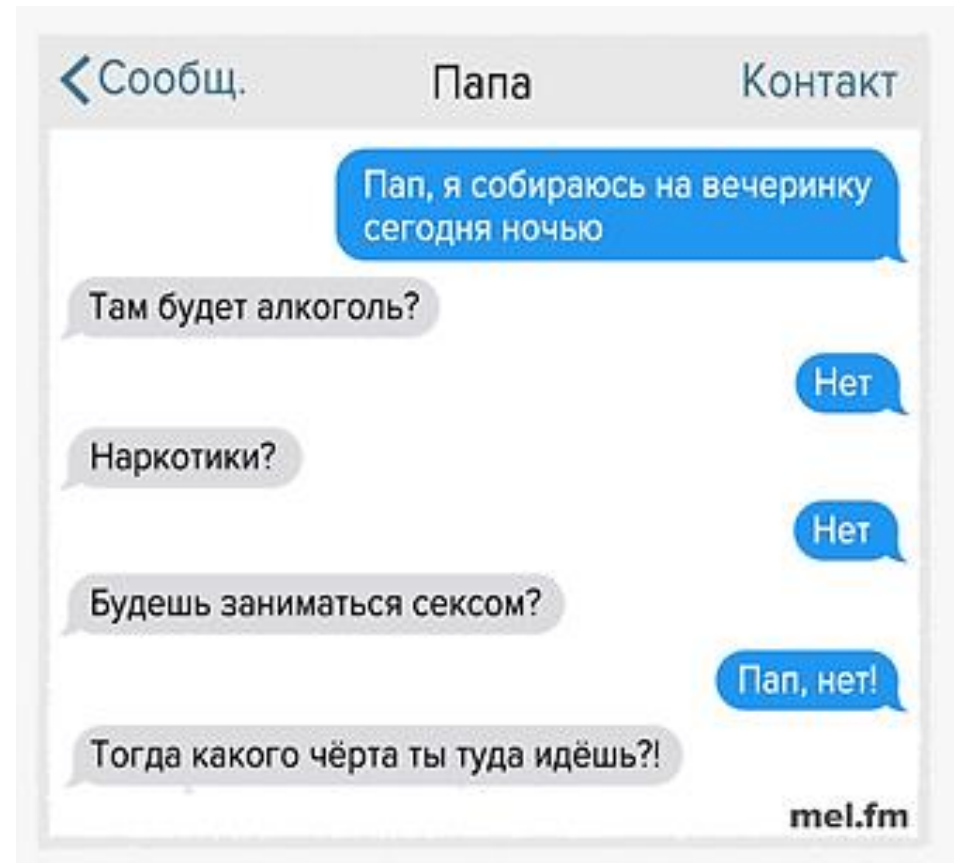 Сообщ. Папа Контакт
Пап, я собираюсь на вечеринку
сегодня ночью
Там будет алкоголь?
Нет
Наркотики?
Нет
Будешь заниматься сексом?
Пап, нет!
Тогда какого чёрта ты туда идёшь?!
mel.fm